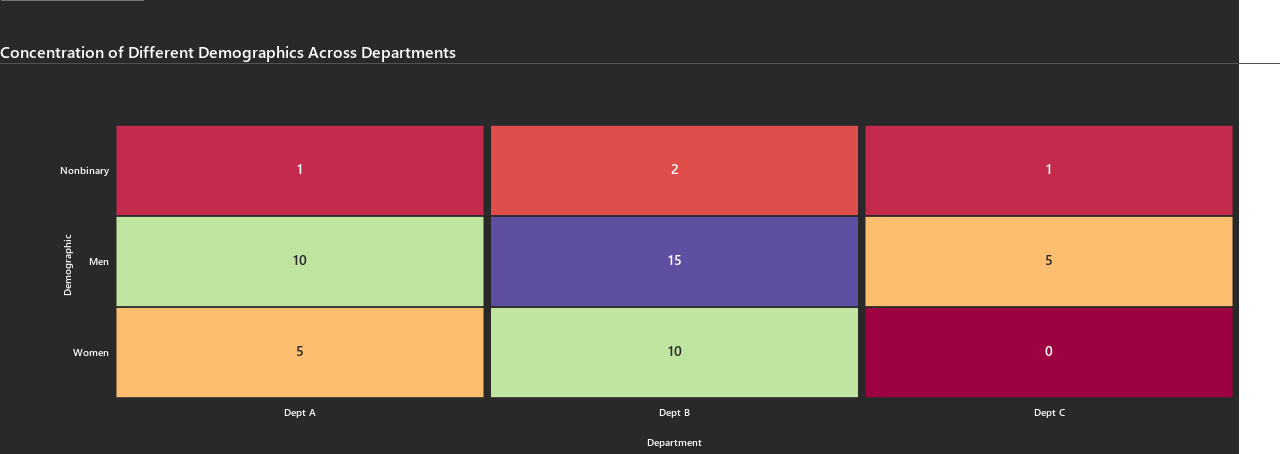 Concentration of Different Demographics Across Departments
Nonbinary
1
2
1
Demographic
Men
10
15
5
Women
5
10
0
Dept A
Dept B
Dept C
Department